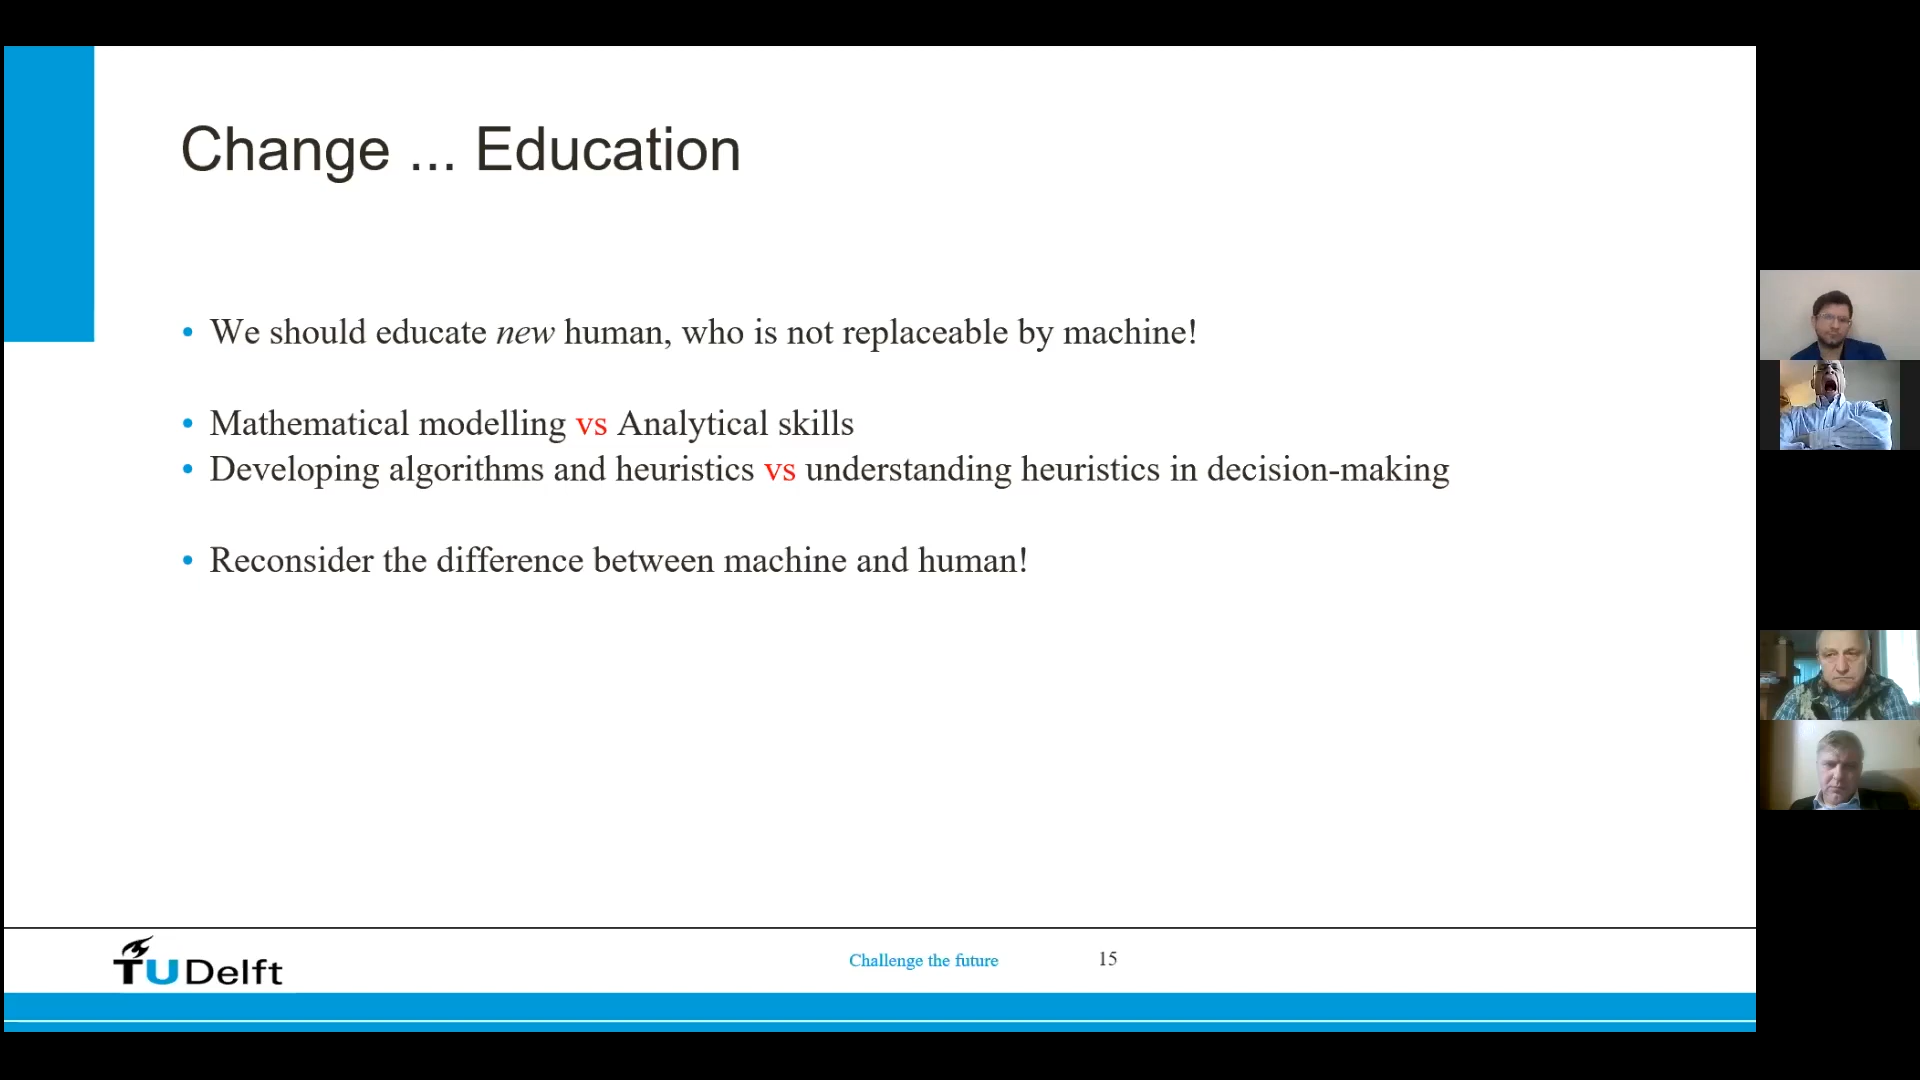 Change ... Education
• We should educate new human, who is not replaceable by machine!
• Mathematical modelling vs Analytical skills
• Developing algorithms and heuristics vs understanding heuristics in decision-making
• Reconsider the difference between machine and human!
TU Delft
Challenge the future
15